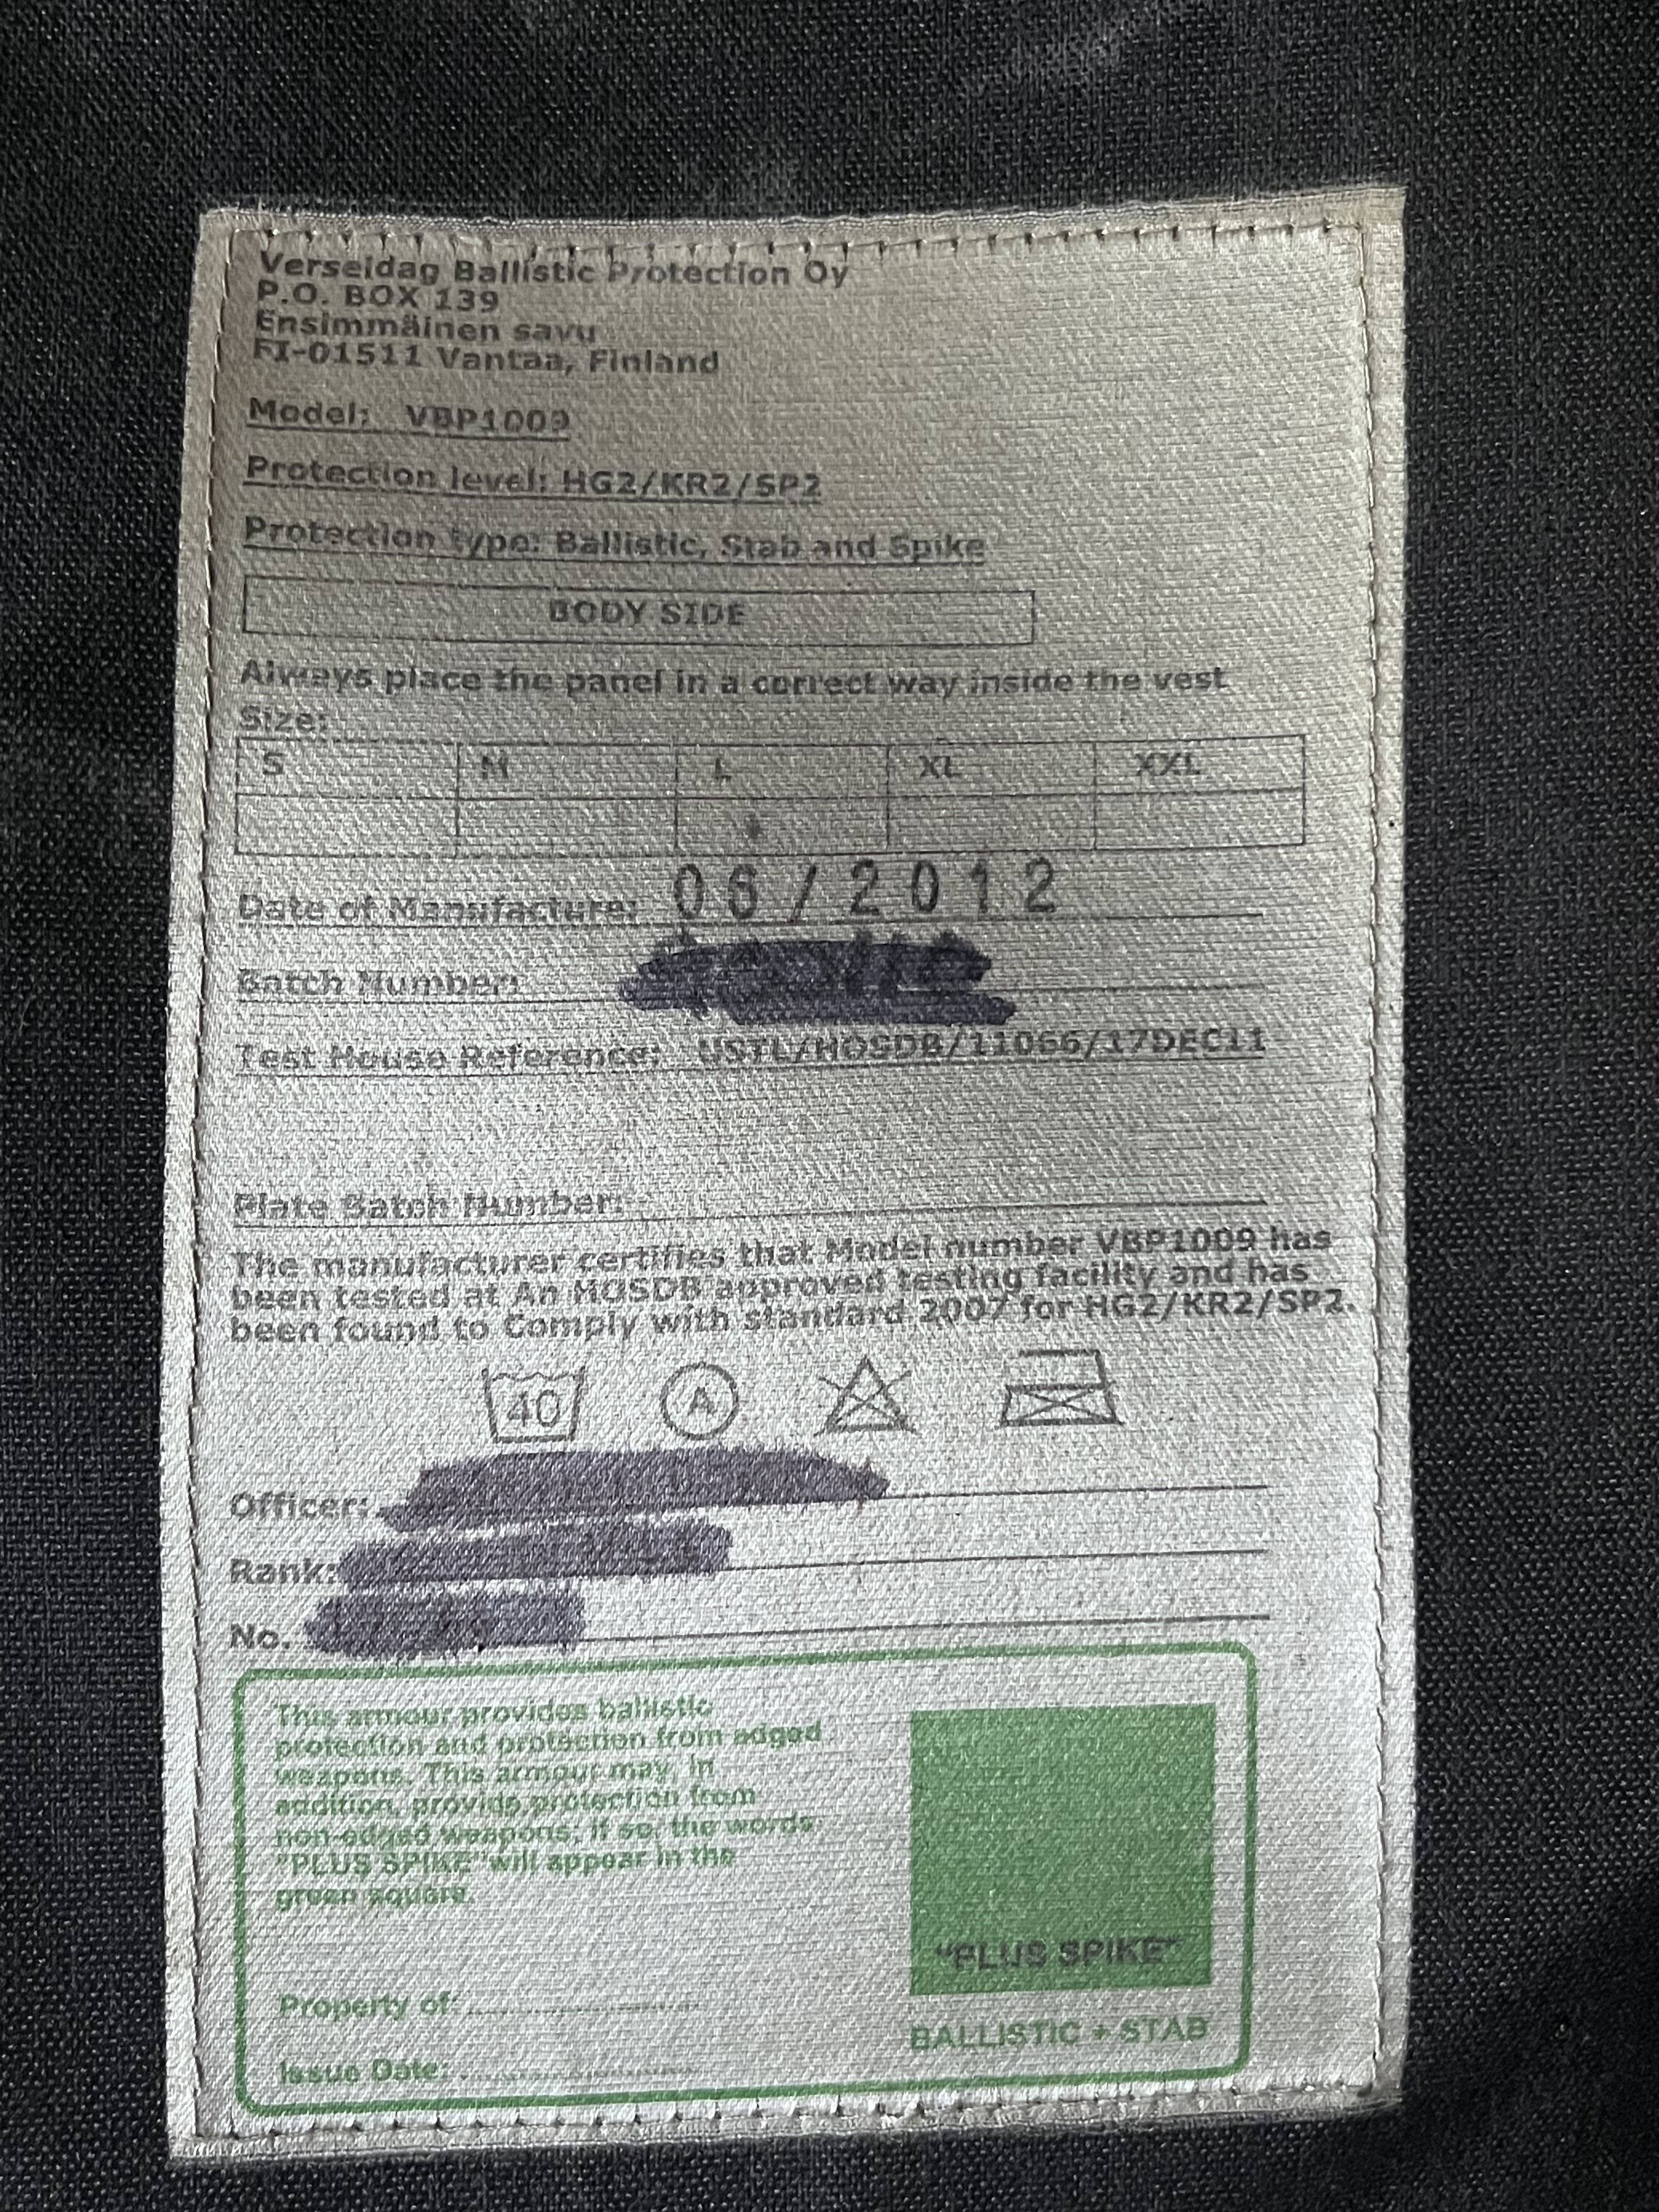 Verseidag Ballistic Protection Oy
P.O. BOX 139
Ensimmäinen savu
FI-01511 Vantaa, Finland
Model: VBP1009
Protection level: HG2/KR2/SP2
Protection type: Ballistic, Stab and Spike
BODY SIDE
Always place the panel in a correct way inside the vest
Size:
S M L XL XXL
Date of Manufacture: 06/2012
Batch Number:
Test House Reference: USTL/HOSDB/11066/17DEC11
Plate Batch Number:
The manufacturer certifies that Model number VBP1009 has
been tested at An HOSDB approved testing facility and has
been found to Comply with standard 2007 for HG2/KR2/SP2.
40 A
Officer:
Rank:
No.
This armour provides ballistic
protection and protection from edged
weapons. This armour may, in
addition, provide protection from
non-edged weapons; if so, the words
"PLUS SPIKE" will appear in the
green square.
"PLUS SPIKE"
Property of:
BALLISTIC + STAB
Issue Date: